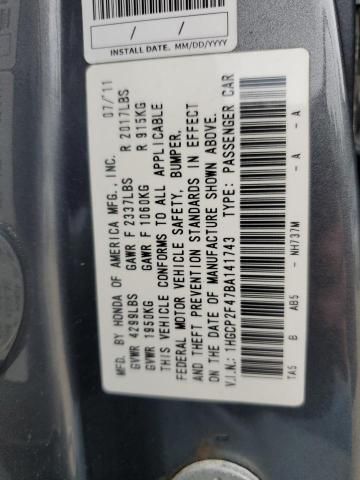 INSTALL DATE. MM/DD/YYYY
MFD. BY HONDA OF AMERICA MFG., INC. 07/11
GVWR 4299LBS GAWR F 2337LBS R 2017LBS
GVWR 1950KG GAWR F 1060KG R 915KG
THIS VEHICLE CONFORMS TO ALL APPLICABLE
FEDERAL MOTOR VEHICLE SAFETY, BUMPER,
AND THEFT PREVENTION STANDARDS IN EFFECT
ON THE DATE OF MANUFACTURE SHOWN ABOVE.
V.I.N.: 1HGCP2F47BA141743 TYPE: PASSENGER CAR
TA5 B AB5 - NH737M - A - A